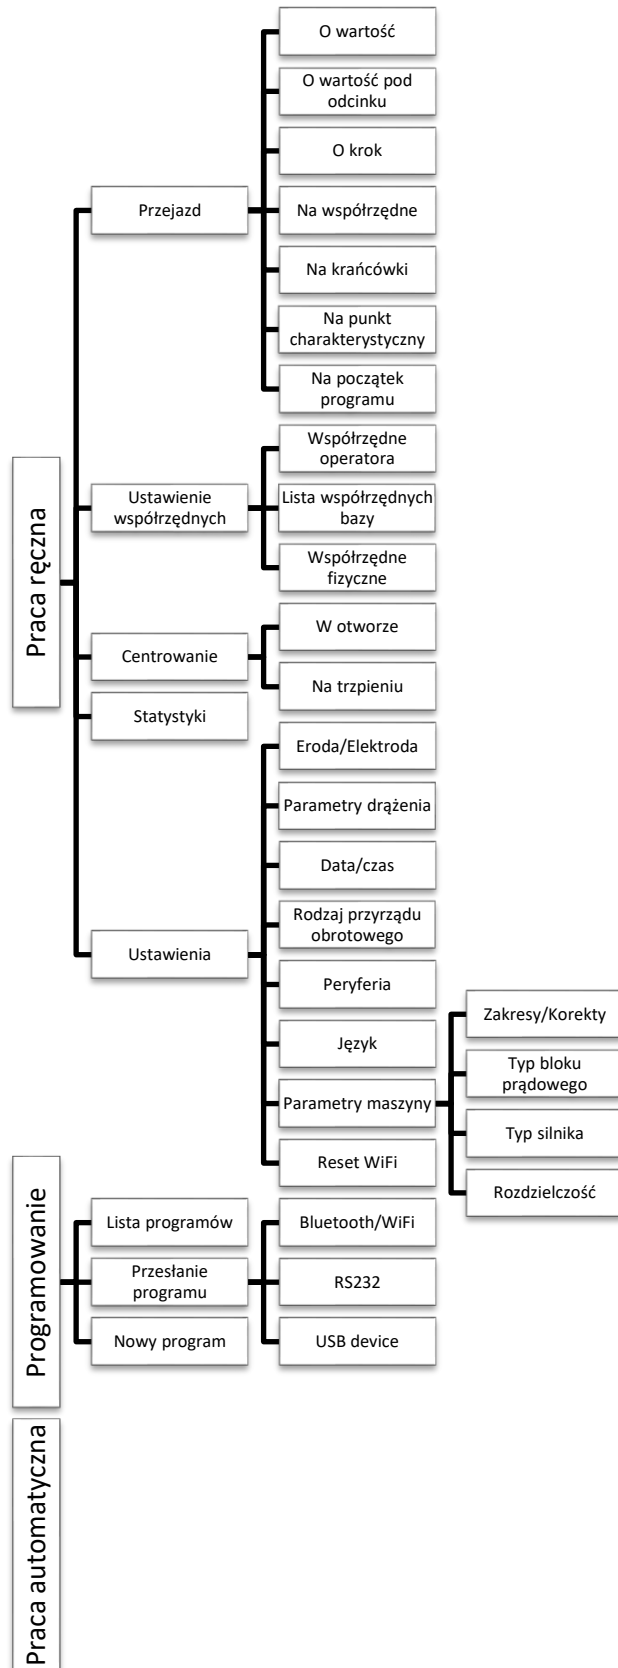 Praca ręczna
Przejazd
O wartość
O wartość pod
odcinku
O krok
Na współrzędne
Na krańcówki
Na punkt
charakterystyczny
Na początek
programu
Ustawienie
współrzędnych
Współrzędne
operatora
Lista współrzędnych
bazy
Współrzędne
fizyczne
Centrowanie
W otworze
Na trzpieniu
Statystyki
Ustawienia
Eroda/Elektroda
Parametry drążenia
Data/czas
Rodzaj przyrządu
obrotowego
Peryferia
Język
Parametry maszyny
Zakresy/Korekty
Typ bloku
prądowego
Typ silnika
Rozdzielczość
Reset WiFi
Programowanie
Lista programów
Przesłanie
programu
Bluetooth/WiFi
RS232
USB device
Nowy program
Praca automatyczna